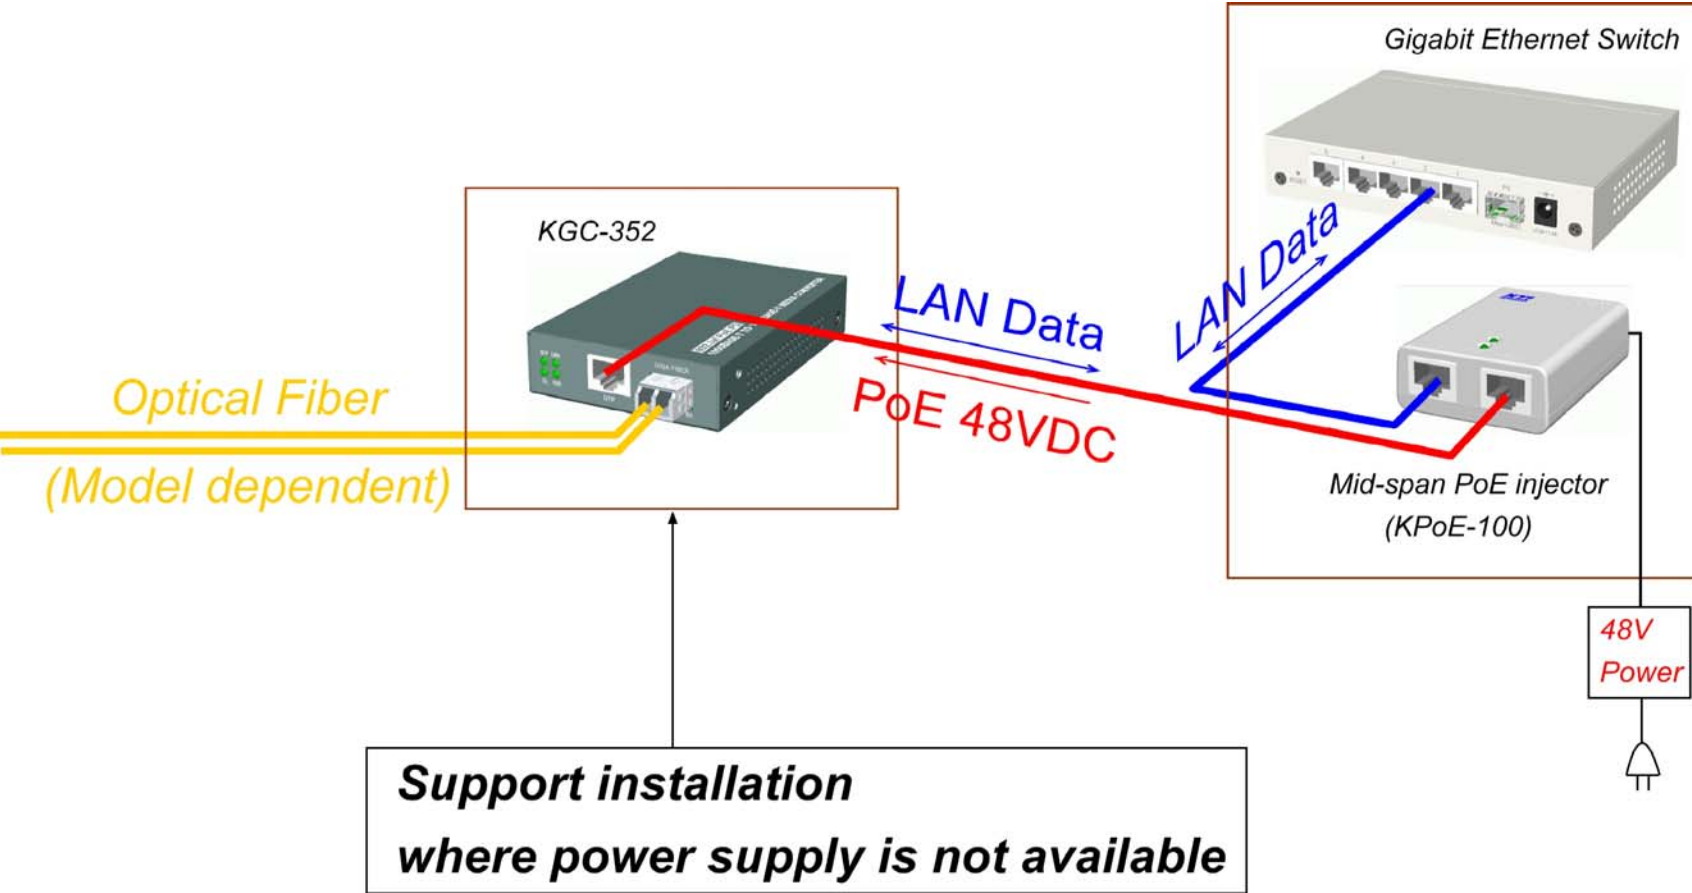 Gigabit Ethernet Switch
KGC-352
LAN Data
LAN Data
PoE 48VDC
Optical Fiber
(Model dependent)
Mid-span PoE injector
(KPoE-100)
48V
Power
Support installation
where power supply is not available